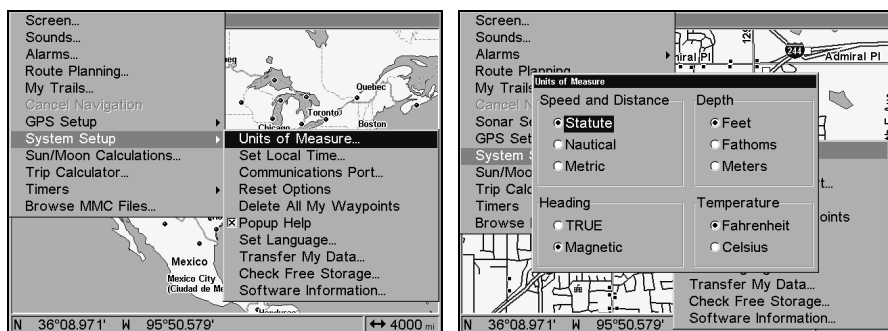 Screen...
Sounds...
Alarms...
Route Planning...
My Trails...
Cancel Navigation
GPS Setup
System Setup
Sun/Moon Calculations...
Trip Calculator...
Timers
Browse MMC Files...
Units of Measure...
Set Local Time...
Communications Port...
Reset Options
Delete All My Waypoints
Popup Help
Set Language...
Transfer My Data...
Check Free Storage...
Software Information...
Quebec
Toronto
Boston
Chicago
Mexico
Mexico City
(Ciudad de Me
N 36°08.971' W 95°50.579' ↔ 4000 mi
Screen...
Sounds...
Alarms
Route Planning
My Trails
Cancel N
Sonar Se
GPS Set
System S
Sun/Moo
Trip Calc
Timers
Browse
244
Admiral Pl
miral Pl
129
Units of Measure
Speed and Distance
Statute
Nautical
Metric
Depth
Feet
Fathoms
Meters
Heading
TRUE
Magnetic
Temperature
Fahrenheit
Celsius
t...
oints
Transfer My Data...
Check Free Storage...
Software Information...
N 36°08.971' W 95°50.579'